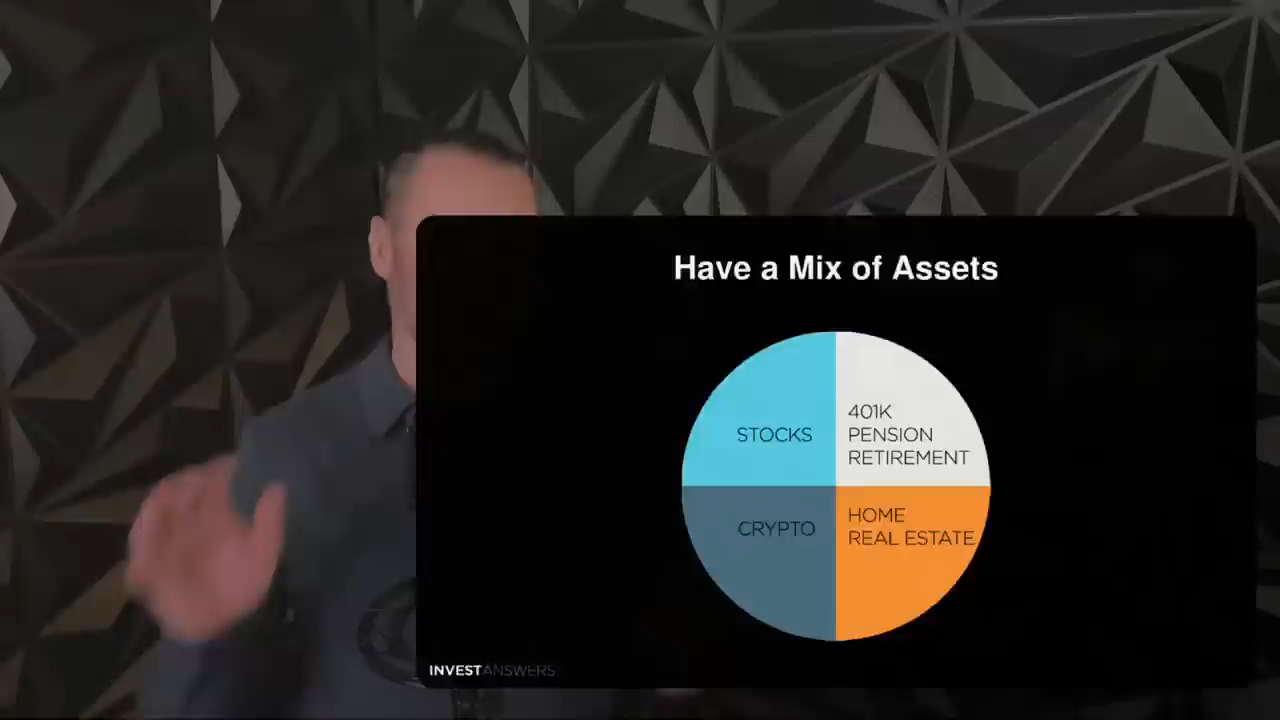 Have a Mix of Assets
STOCKS
401K
PENSION
RETIREMENT
CRYPTO
HOME
REAL ESTATE
INVESTANSWERS